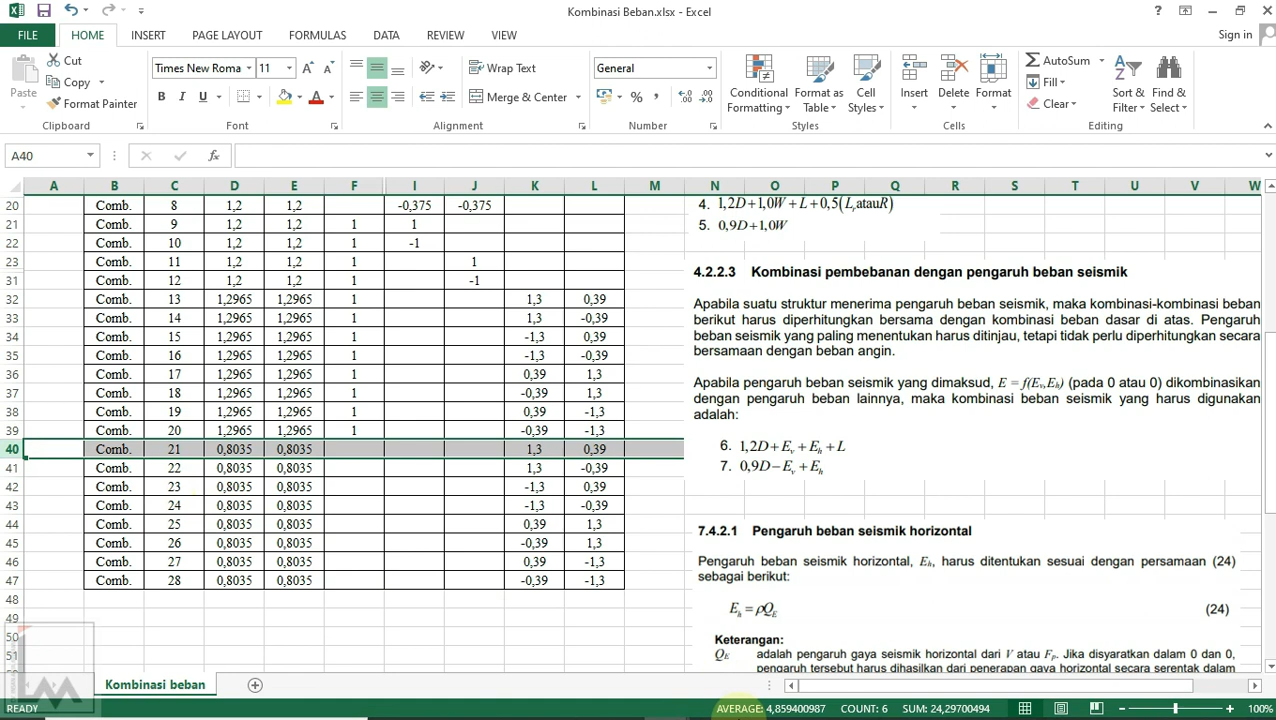 Kombinasi Beban.xlsx - Excel
FILE HOME INSERT PAGE LAYOUT FORMULAS DATA REVIEW VIEW Sign in
Paste Cut Copy Format Painter
Times New Roma 11 B I U A
Wrap Text Merge & Center
General %
Conditional Formatting Format as Table Cell Styles
Insert Delete Format
AutoSum Fill Clear Sort & Filter Find & Select
Clipboard Font Alignment Number Styles Cells Editing
A40 fx
A B C D E F I J K L M N O P Q R S T U V W
20 Comb. 8 1,2 1,2 -0,375 -0,375
21 Comb. 9 1,2 1,2 1 1
22 Comb. 10 1,2 1,2 1 -1
23 Comb. 11 1,2 1,2 1 1
31 Comb. 12 1,2 1,2 1 -1
32 Comb. 13 1,2965 1,2965 1 1,3 0,39
33 Comb. 14 1,2965 1,2965 1 1,3 -0,39
34 Comb. 15 1,2965 1,2965 1 -1,3 0,39
35 Comb. 16 1,2965 1,2965 1 -1,3 -0,39
36 Comb. 17 1,2965 1,2965 1 0,39 1,3
37 Comb. 18 1,2965 1,2965 1 -0,39 1,3
38 Comb. 19 1,2965 1,2965 1 0,39 -1,3
39 Comb. 20 1,2965 1,2965 1 -0,39 -1,3
40 Comb. 21 0,8035 0,8035 1,3 0,39
41 Comb. 22 0,8035 0,8035 1,3 -0,39
42 Comb. 23 0,8035 0,8035 -1,3 0,39
43 Comb. 24 0,8035 0,8035 -1,3 -0,39
44 Comb. 25 0,8035 0,8035 0,39 1,3
45 Comb. 26 0,8035 0,8035 -0,39 1,3
46 Comb. 27 0,8035 0,8035 0,39 -1,3
47 Comb. 28 0,8035 0,8035 -0,39 -1,3
48
49
50
51
4. 1,2D+1,0W+L+0,5(Lr atau R)
5. 0,9D+1,0W
4.2.2.3 Kombinasi pembebanan dengan pengaruh beban seismik
Apabila suatu struktur menerima pengaruh beban seismik, maka kombinasi-kombinasi beban
berikut harus diperhitungkan bersama dengan kombinasi beban dasar di atas. Pengaruh
beban seismik yang paling menentukan harus ditinjau, tetapi tidak perlu diperhitungkan secara
bersamaan dengan beban angin.
Apabila pengaruh beban seismik yang dimaksud, E = f(Ev,Eh) (pada 0 atau 0) dikombinasikan
dengan pengaruh beban lainnya, maka kombinasi beban seismik yang harus digunakan
adalah:
6. 1,2D+Ev+Eh+L
7. 0,9D−Ev+Eh
7.4.2.1 Pengaruh beban seismik horizontal
Pengaruh beban seismik horizontal, Eh, harus ditentukan sesuai dengan persamaan (24)
sebagai berikut:
Eh = ρQE (24)
Keterangan:
QE adalah pengaruh gaya seismik horizontal dari V atau Fp. Jika disyaratkan dalam 0 dan 0,
pengaruh tersebut harus dihasilkan dari penerapan gaya horizontal secara serentak dalam
LM
Kombinasi beban
READY AVERAGE: 4,859400987 COUNT: 6 SUM: 24,29700494 100%